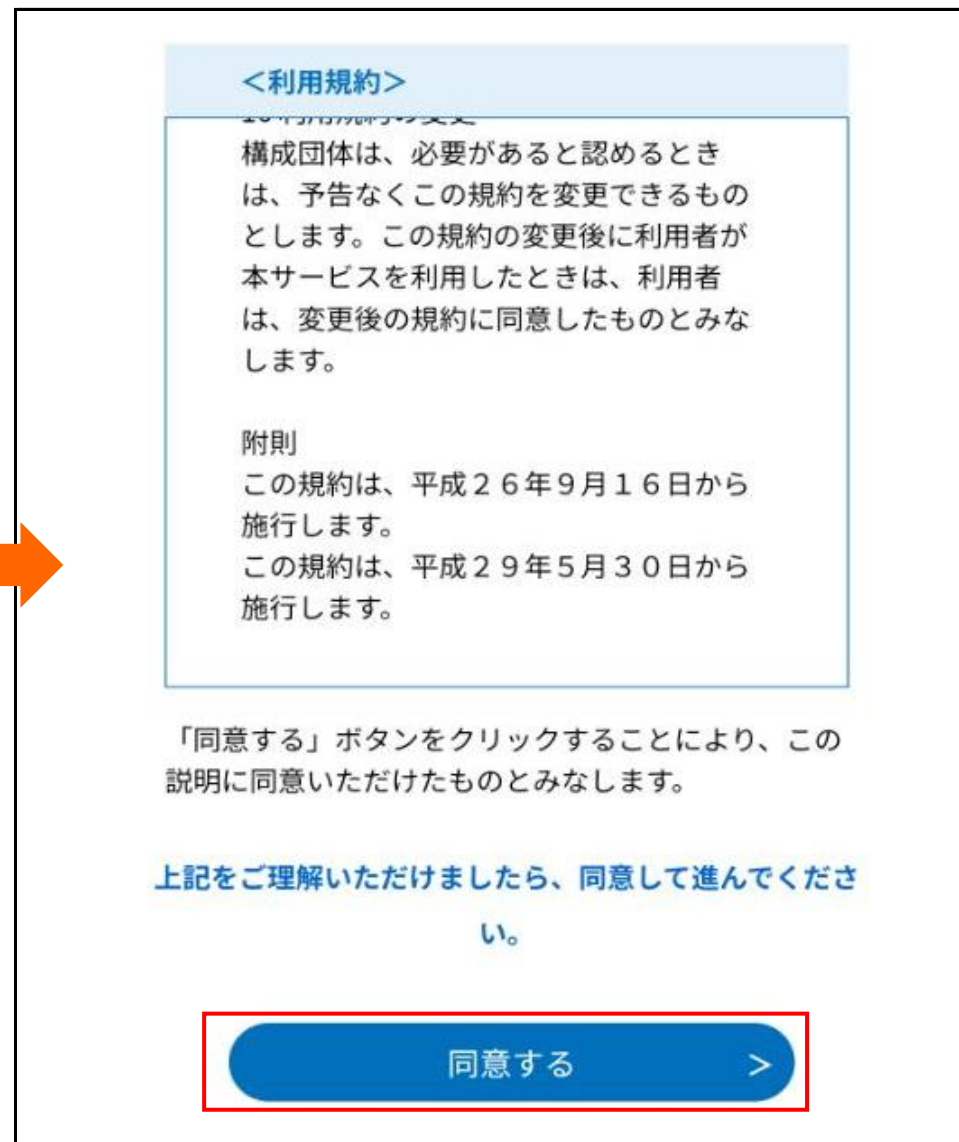 ＜利用規約＞
構成団体は、必要があると認めるとき
は、予告なくこの規約を変更できるもの
とします。この規約の変更後に利用者が
本サービスを利用したときは、利用者
は、変更後の規約に同意したものとみな
します。
附則
この規約は、平成２６年９月１６日から
施行します。
この規約は、平成２９年５月３０日から
施行します。
「同意する」ボタンをクリックすることにより、この
説明に同意いただけたものとみなします。
上記をご理解いただけましたら、同意して進んでくださ
い。
同意する ＞